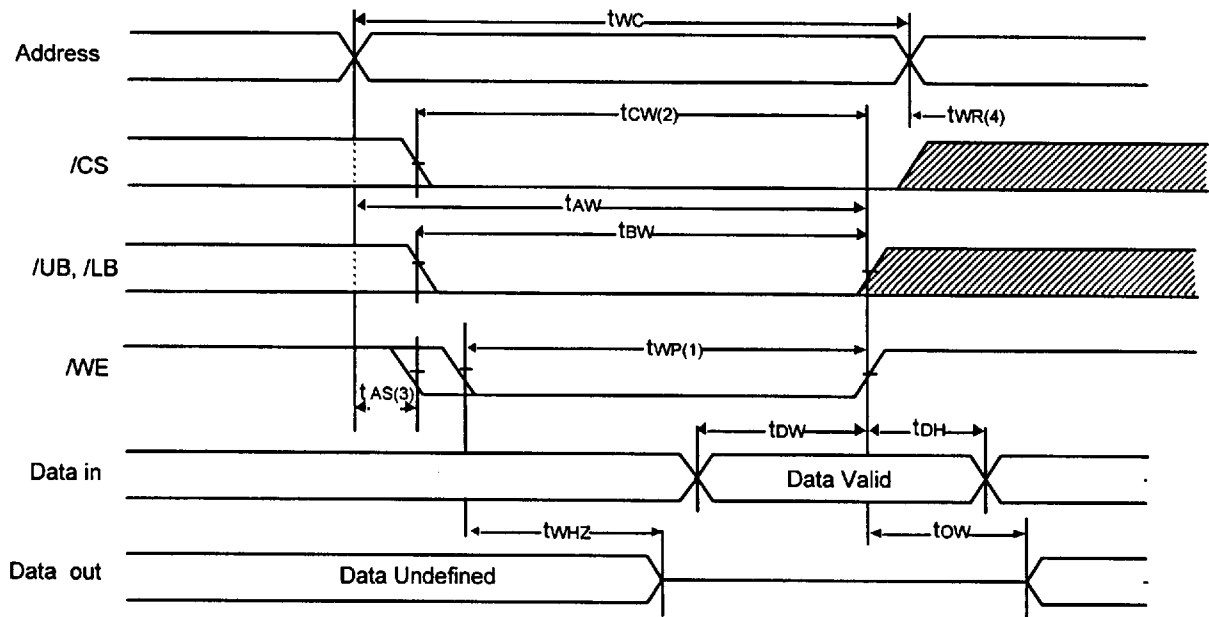 tWC
Address
tCW(2)
tWR(4)
/CS
tAW
tBW
/UB, /LB
tWP(1)
/WE
tAS(3)
tDW
tDH
Data in
Data Valid
tWHZ
tOW
Data out
Data Undefined